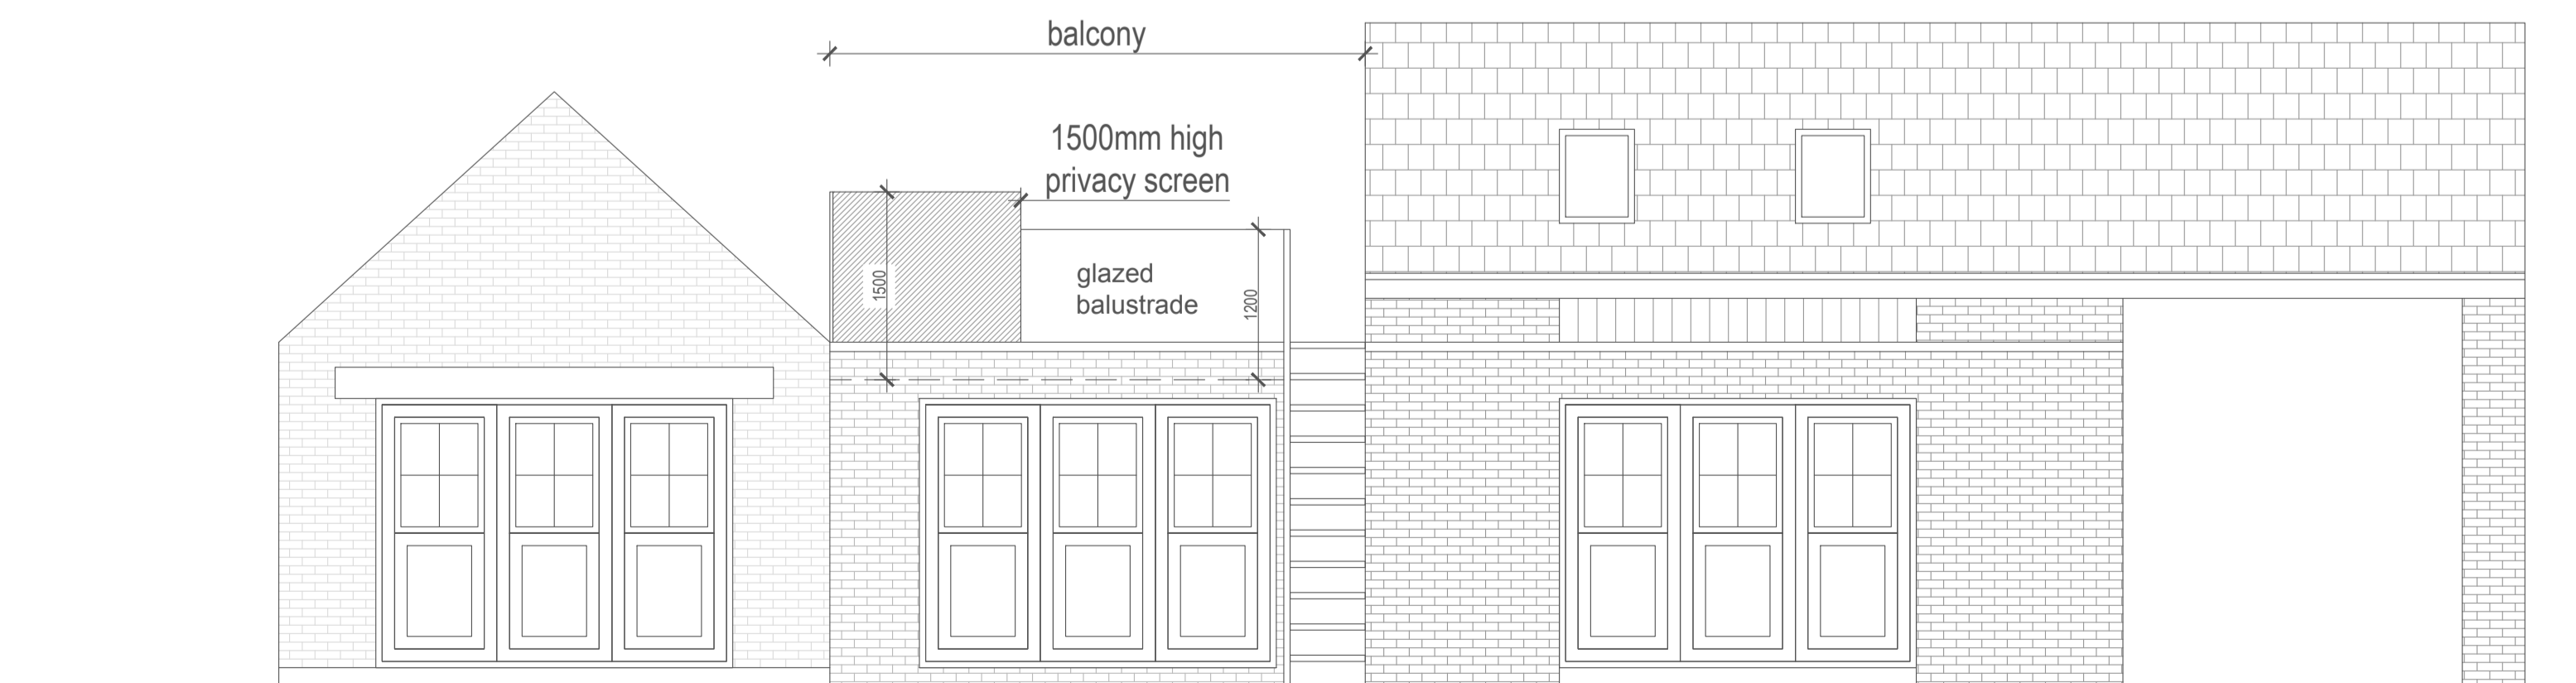 balcony
1500mm high
privacy screen
glazed
balustrade
1500
1200